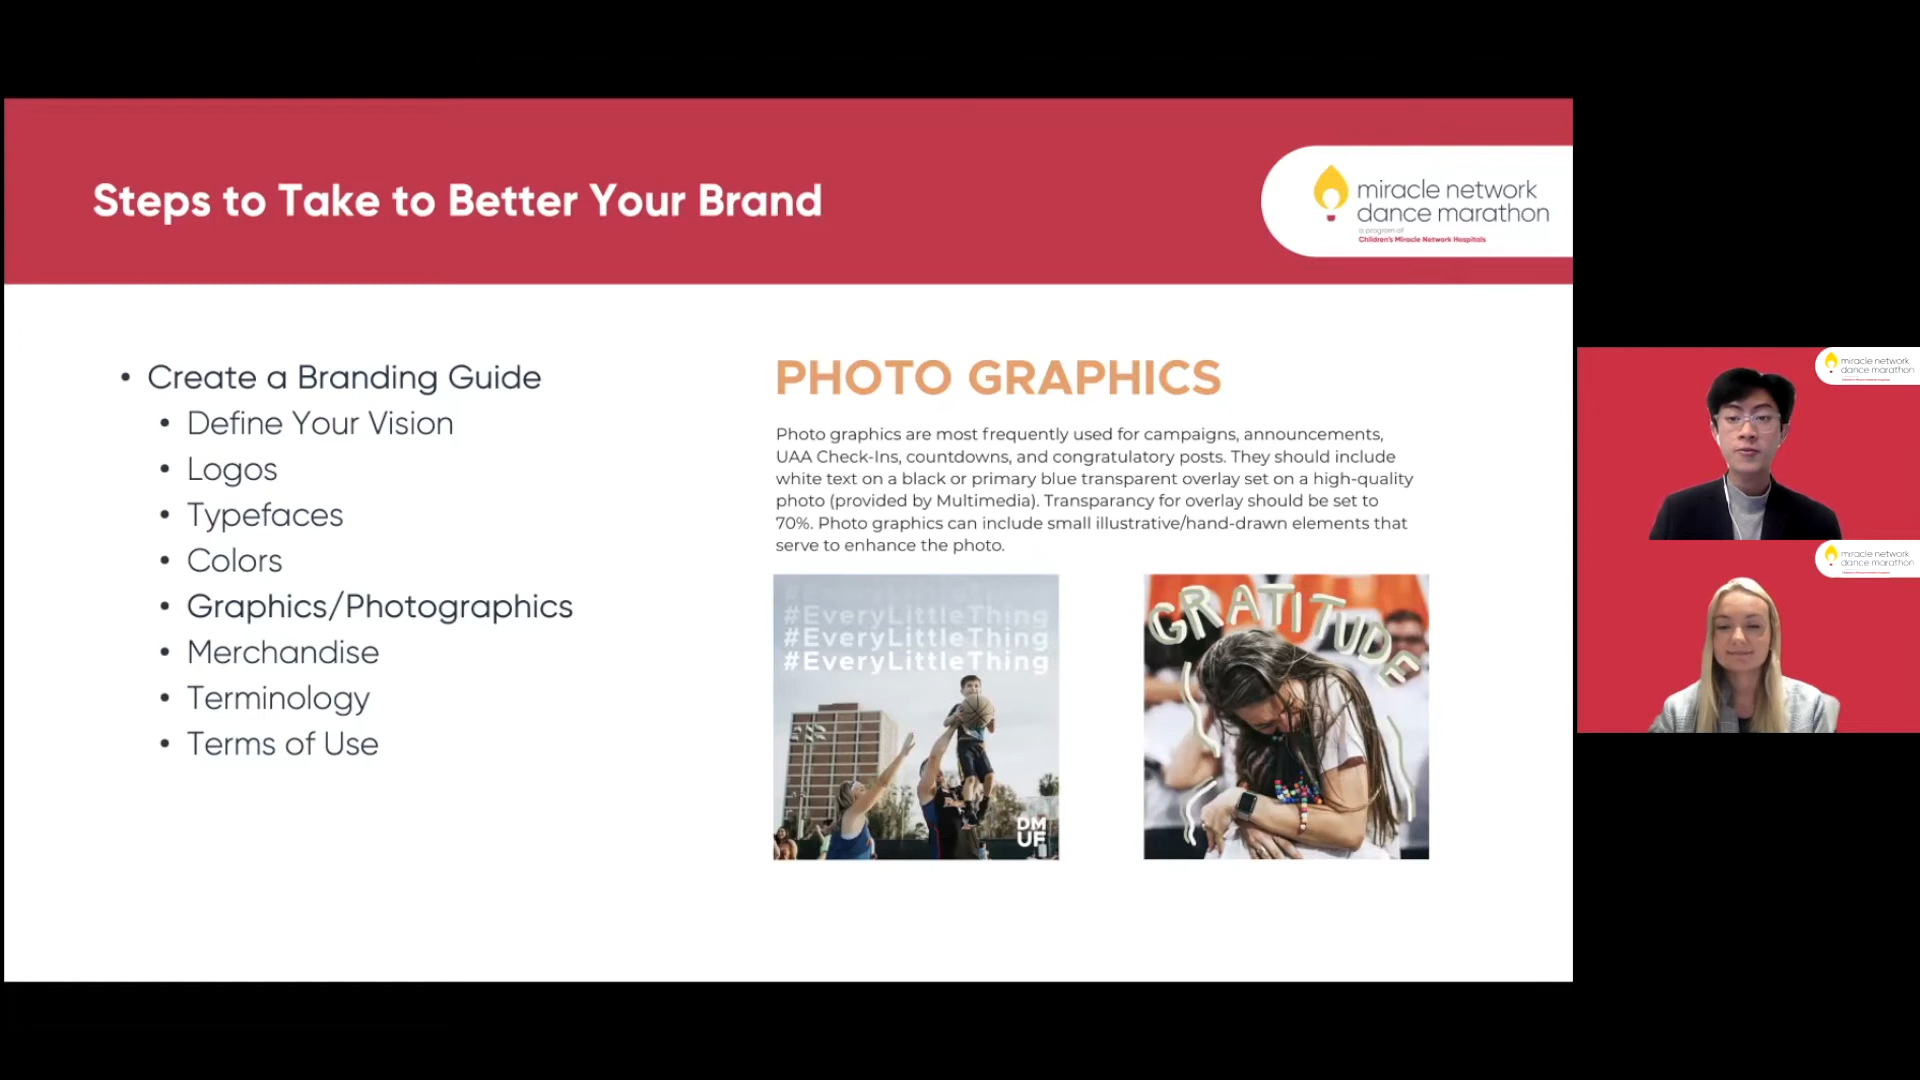 Steps to Take to Better Your Brand
miracle network
dance marathon
a program of
Children's Miracle Network Hospitals
• Create a Branding Guide
• Define Your Vision
• Logos
• Typefaces
• Colors
• Graphics/Photographics
• Merchandise
• Terminology
• Terms of Use
PHOTO GRAPHICS
Photo graphics are most frequently used for campaigns, announcements,
UAA Check-Ins, countdowns, and congratulatory posts. They should include
white text on a black or primary blue transparent overlay set on a high-quality
photo (provided by Multimedia). Transparancy for overlay should be set to
70%. Photo graphics can include small illustrative/hand-drawn elements that
serve to enhance the photo.
#EveryLittleThing
#EveryLittleThing
#EveryLittleThing
DM
UF
GRATITUDE
miracle network
dance marathon
miracle network
dance marathon